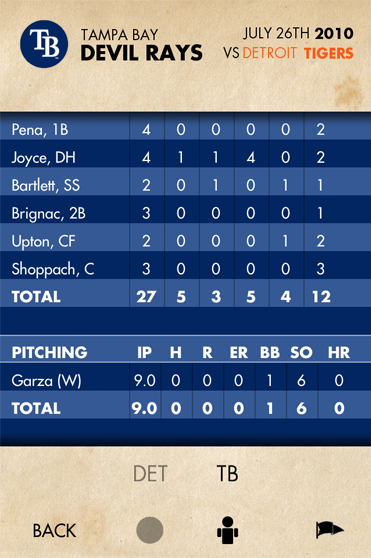 TB
TAMPA BAY
DEVIL RAYS
JULY 26TH 2010
VS DETROIT TIGERS
Pena, 1B 4 0 0 0 0 2
Joyce, DH 4 1 1 4 0 2
Bartlett, SS 2 0 1 0 1 1
Brignac, 2B 3 0 0 0 0 1
Upton, CF 2 0 0 0 1 2
Shoppach, C 3 0 0 0 0 3
TOTAL 27 5 3 5 4 12
PITCHING IP H R ER BB SO HR
Garza (W) 9.0 0 0 0 1 6 0
TOTAL 9.0 0 0 0 1 6 0
DET TB
BACK